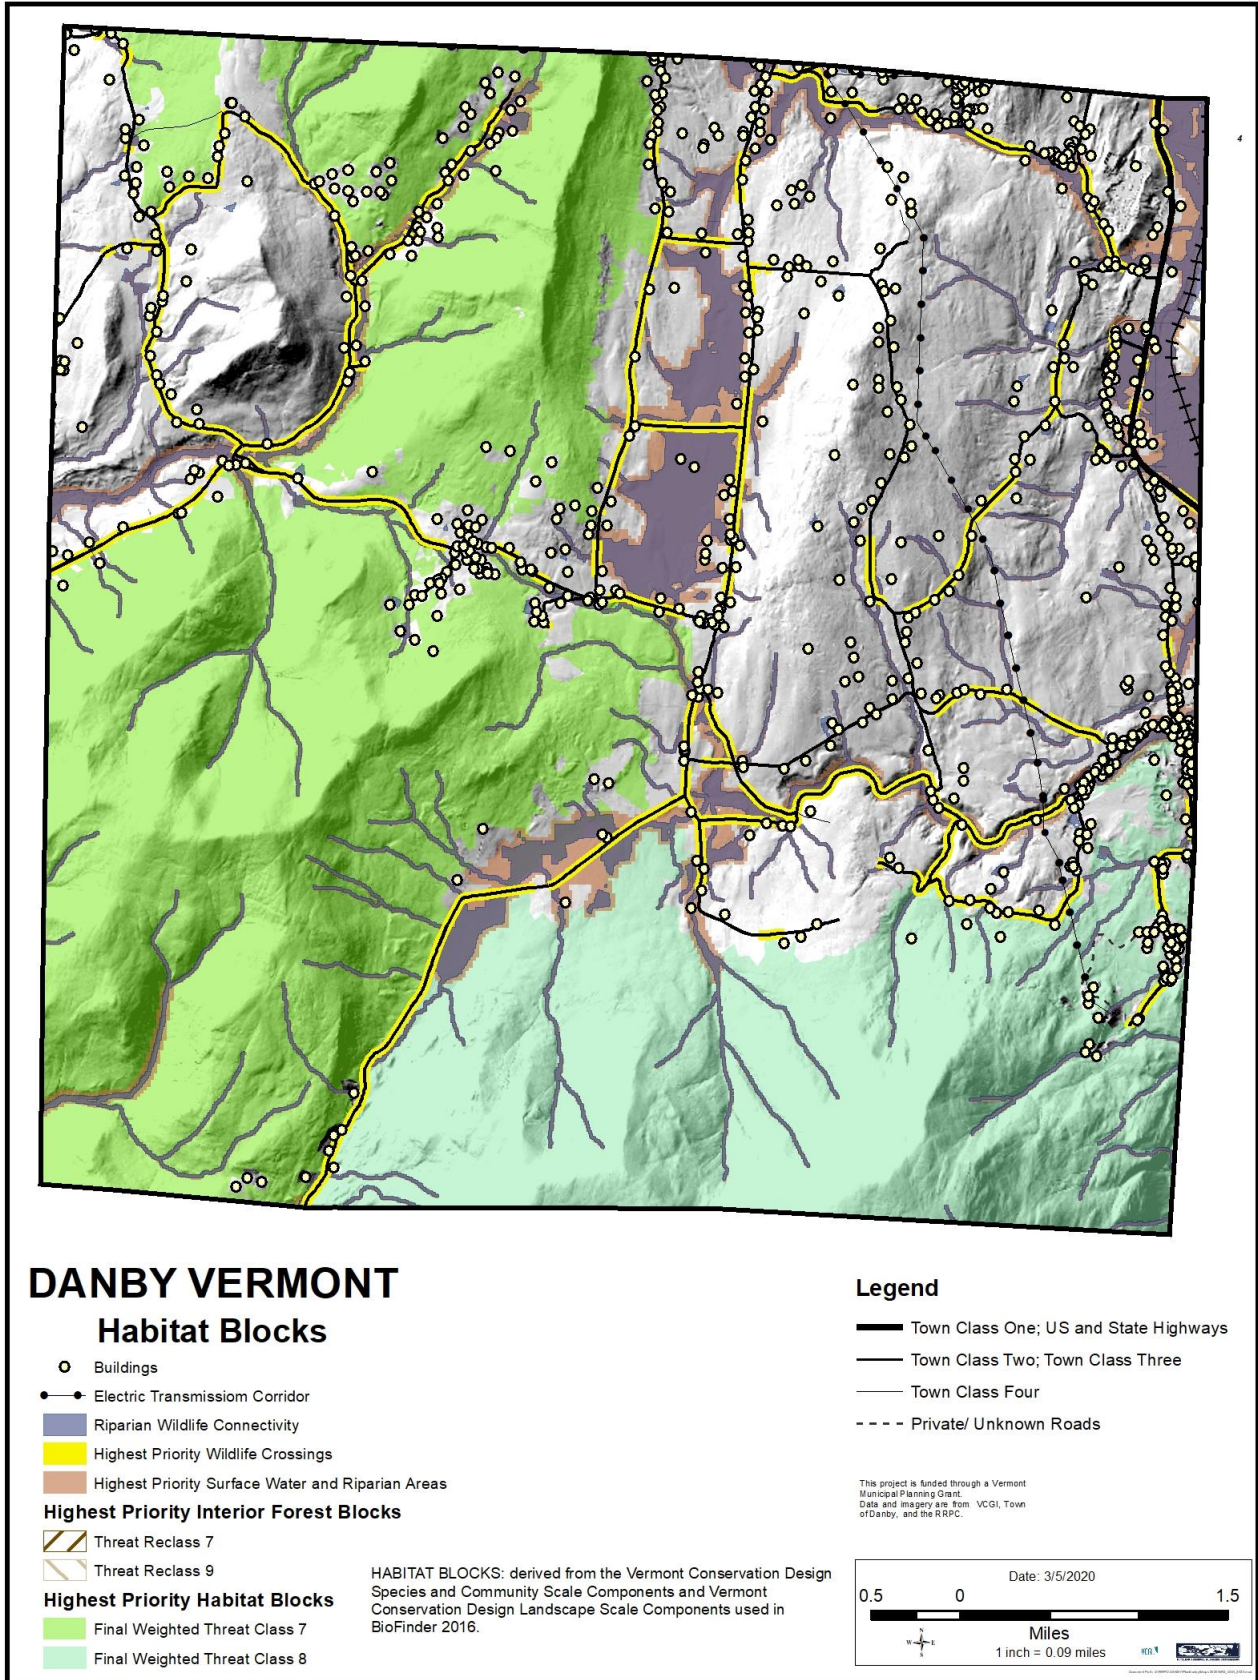 4
DANBY VERMONT
Habitat Blocks
Buildings
Electric Transmissiom Corridor
Riparian Wildlife Connectivity
Highest Priority Wildlife Crossings
Highest Priority Surface Water and Riparian Areas
Highest Priority Interior Forest Blocks
Threat Reclass 7
Threat Reclass 9
Highest Priority Habitat Blocks
Final Weighted Threat Class 7
Final Weighted Threat Class 8
HABITAT BLOCKS: derived from the Vermont Conservation Design
Species and Community Scale Components and Vermont
Conservation Design Landscape Scale Components used in
BioFinder 2016.
Legend
Town Class One; US and State Highways
Town Class Two; Town Class Three
Town Class Four
Private/ Unknown Roads
This project is funded through a Vermont
Municipal Planning Grant.
Data and imagery are from VCGI, Town
of Danby, and the RRPC.
Date: 3/5/2020
0.5 0 1.5
Miles
1 inch = 0.09 miles
N
W E
S